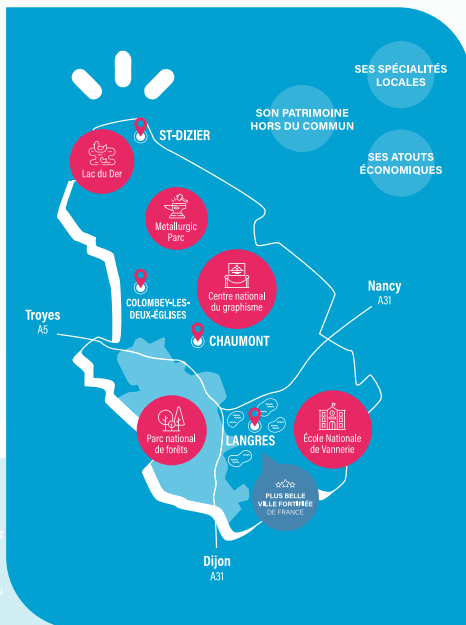 SES SPÉCIALITÉS
LOCALES
SON PATRIMOINE
HORS DU COMMUN
SES ATOUTS
ÉCONOMIQUES
ST-DIZIER
Lac du Der
Metallurgic
Parc
COLOMBEY-LES-
DEUX-ÉGLISES
Centre national
du graphisme
Nancy
A31
Troyes
A5
CHAUMONT
Parc national
de forêts
LANGRES
École Nationale
de Vannerie
PLUS BELLE
VILLE FORTIFIÉE
DE FRANCE
Dijon
A31